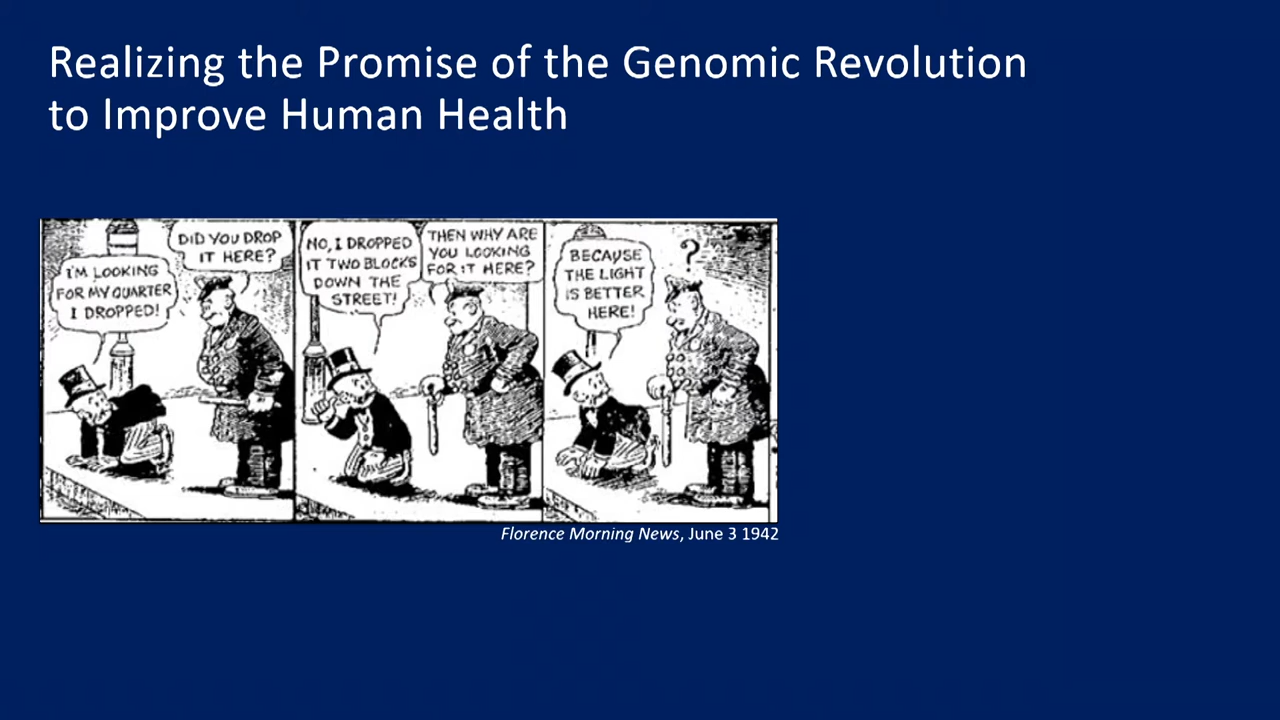 Realizing the Promise of the Genomic Revolution
to Improve Human Health
I'M LOOKING
FOR MY QUARTER
I DROPPED!
DID YOU DROP
IT HERE?
NO, I DROPPED
IT TWO BLOCKS
DOWN THE
STREET!
THEN WHY ARE
YOU LOOKING
FOR IT HERE?
BECAUSE
THE LIGHT
IS BETTER
HERE!
?
Florence Morning News, June 3 1942